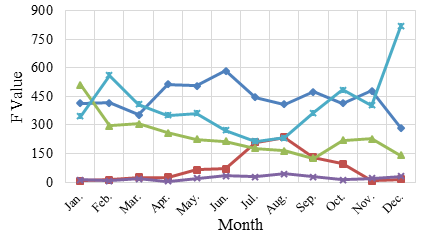 900
750
600
450
300
150
0
F Value
Jan. Feb. Mar. Apr. May. Jun. Jul. Aug. Sep. Oct. Nov. Dec.
Month